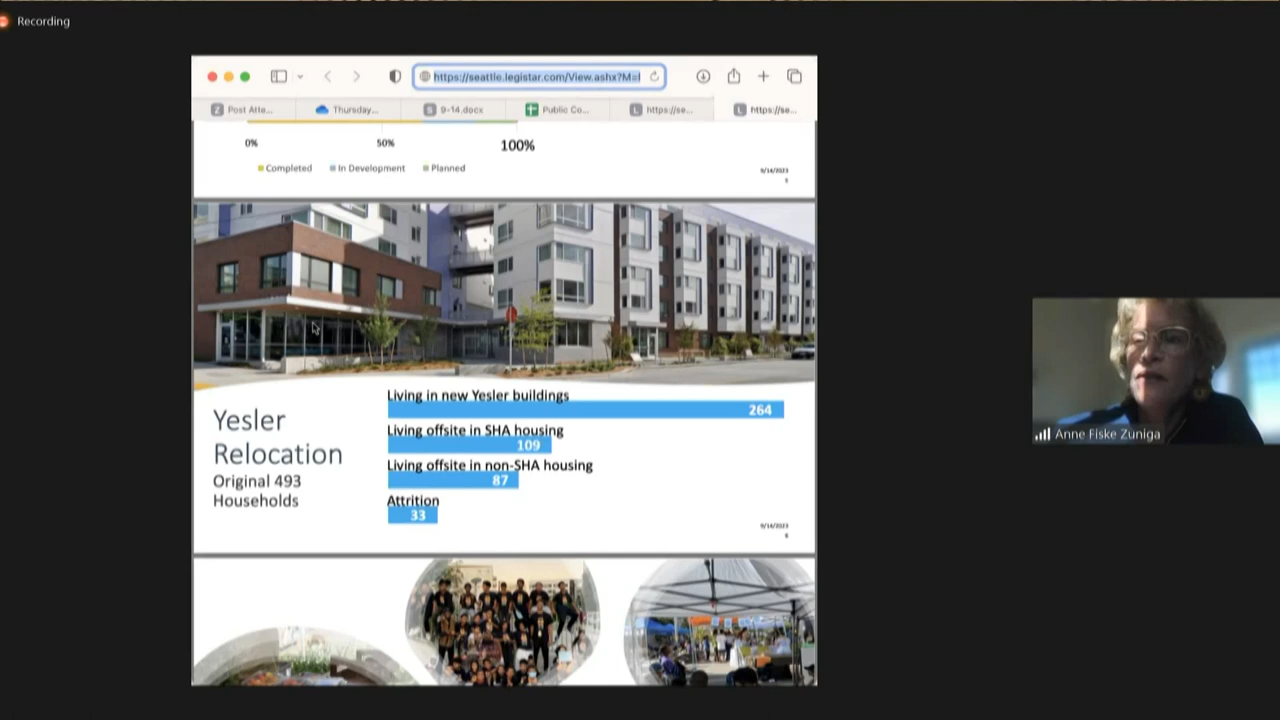 Recording
https://seattle.legistar.com/View.ashx?M=
Post Atte...
Thursday...
9-14.docx
Public Co...
https://se...
https://se...
0%
50%
100%
Completed
In Development
Planned
9/14/2023
5
Yesler
Relocation
Original 493
Households
Living in new Yesler buildings
264
Living offsite in SHA housing
109
Living offsite in non-SHA housing
87
Attrition
33
9/14/2023
6
Anne Fiske Zuniga